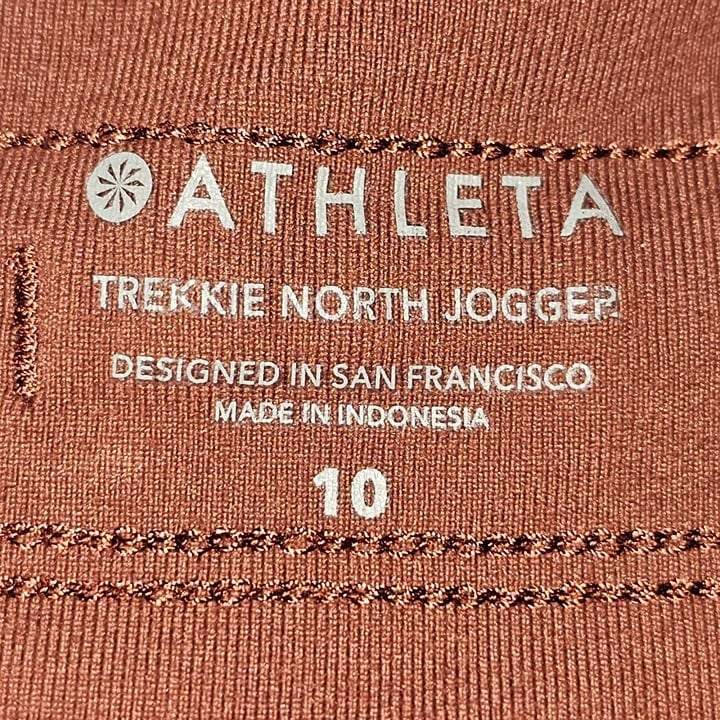 ATHLETA
TREKKIE NORTH JOGGER
DESIGNED IN SAN FRANCISCO
MADE IN INDONESIA
10